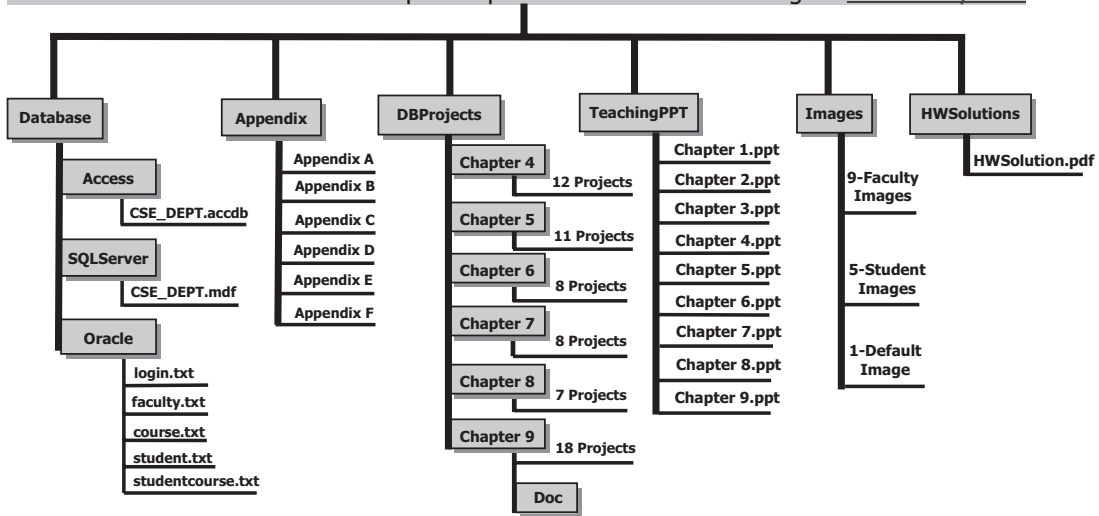 Database
Appendix
DBProjects
TeachingPPT
Images
HWSolutions
Access
CSE_DEPT.accdb
SQLServer
CSE_DEPT.mdf
Oracle
login.txt
faculty.txt
course.txt
student.txt
studentcourse.txt
Appendix A
Appendix B
Appendix C
Appendix D
Appendix E
Appendix F
Chapter 4
12 Projects
Chapter 5
11 Projects
Chapter 6
8 Projects
Chapter 7
8 Projects
Chapter 8
7 Projects
Chapter 9
18 Projects
Doc
Chapter 1.ppt
Chapter 2.ppt
Chapter 3.ppt
Chapter 4.ppt
Chapter 5.ppt
Chapter 6.ppt
Chapter 7.ppt
Chapter 8.ppt
Chapter 9.ppt
9-Faculty
Images
5-Student
Images
1-Default
Image
HWSolution.pdf